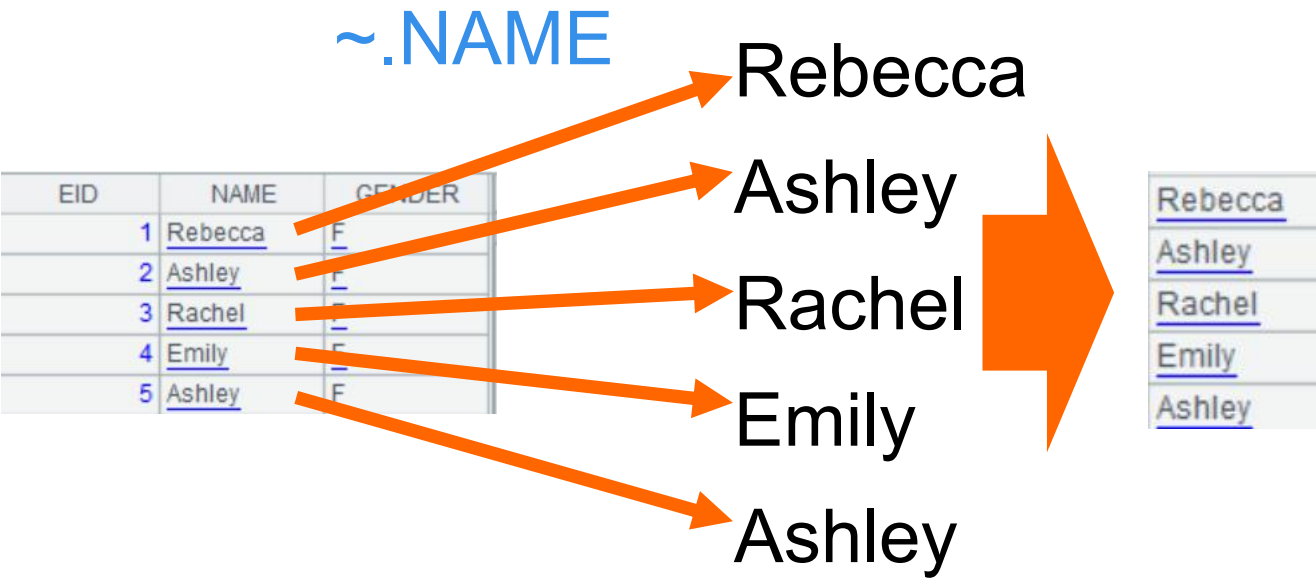 ~.NAME
EID NAME GENDER
1 Rebecca F
2 Ashley F
3 Rachel F
4 Emily F
5 Ashley F
Rebecca
Ashley
Rachel
Emily
Ashley
Rebecca
Ashley
Rachel
Emily
Ashley